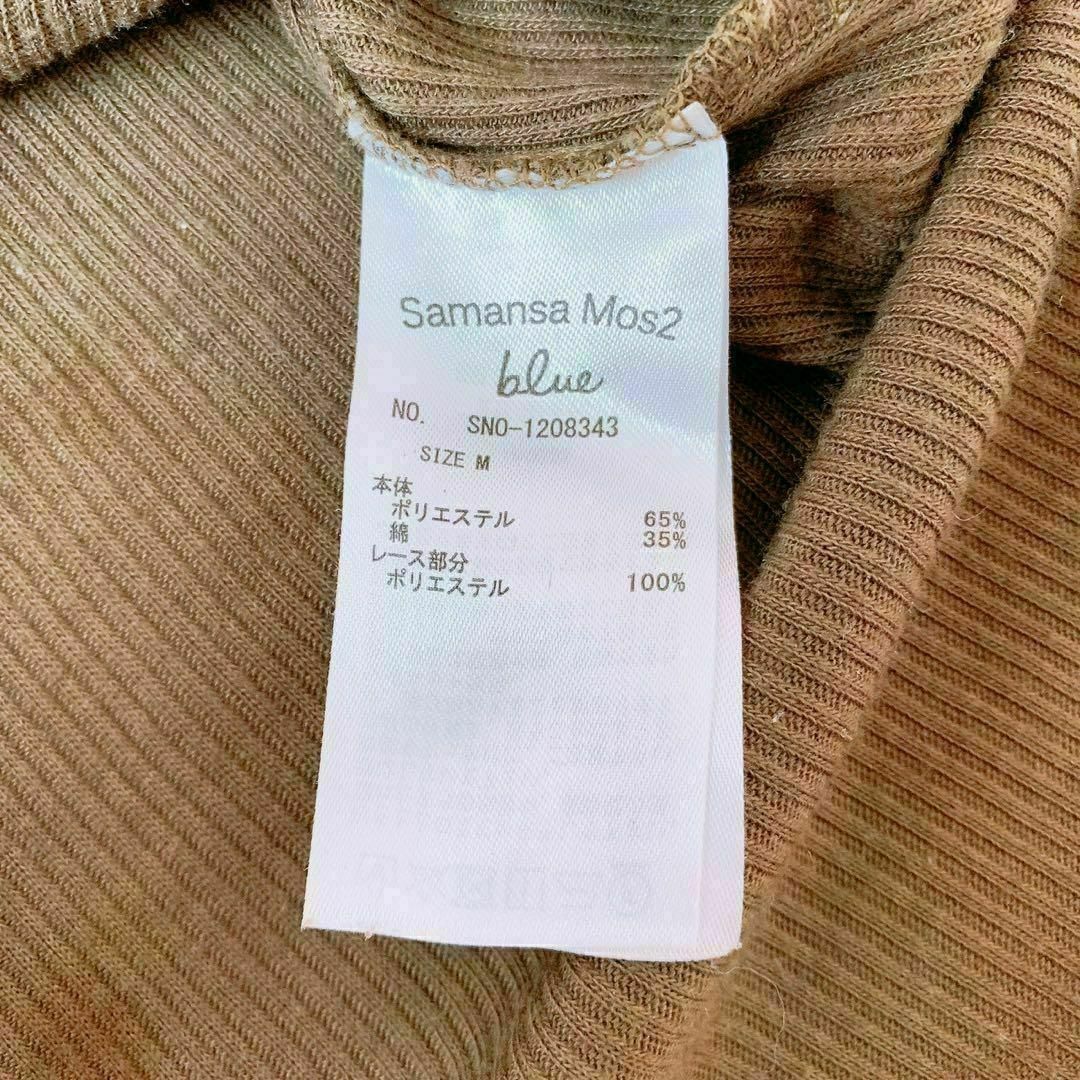 Samansa Mos2
blue
NO. SNO-1208343
SIZE M
本体
ポリエステル 65%
綿 35%
レース部分
ポリエステル 100%